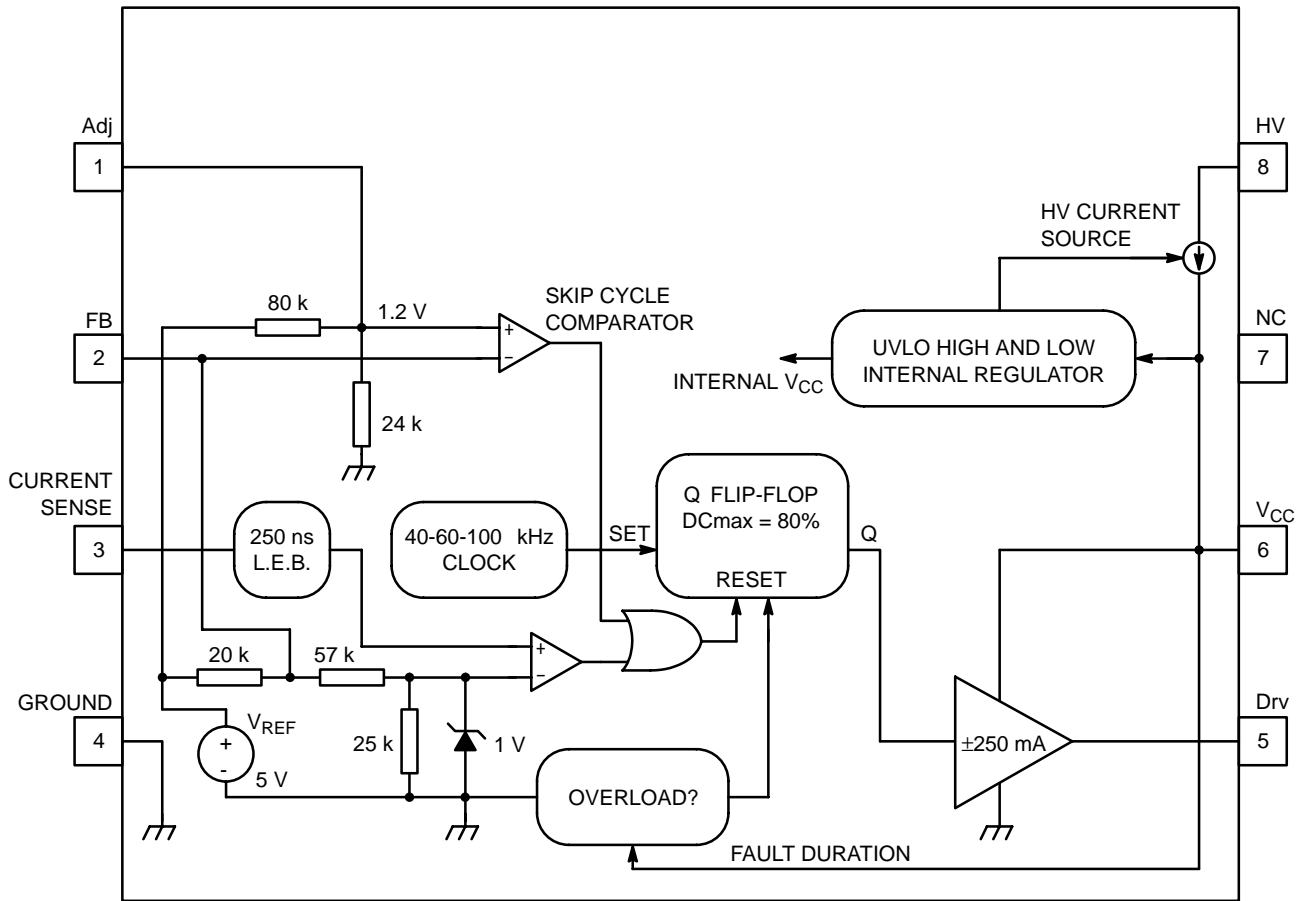 Adj
1
HV
8
HV CURRENT
SOURCE
80 k
1.2 V
SKIP CYCLE
COMPARATOR
+
−
FB
2
NC
7
UVLO HIGH AND LOW
INTERNAL REGULATOR
INTERNAL VCC
24 k
CURRENT
SENSE
3
250 ns
L.E.B.
40-60-100 kHz
CLOCK
SET
Q FLIP-FLOP
DCmax = 80%
RESET
Q
VCC
6
20 k
57 k
+
−
GROUND
4
VREF
+
-
5 V
25 k
1 V
OVERLOAD?
±250 mA
Drv
5
FAULT DURATION